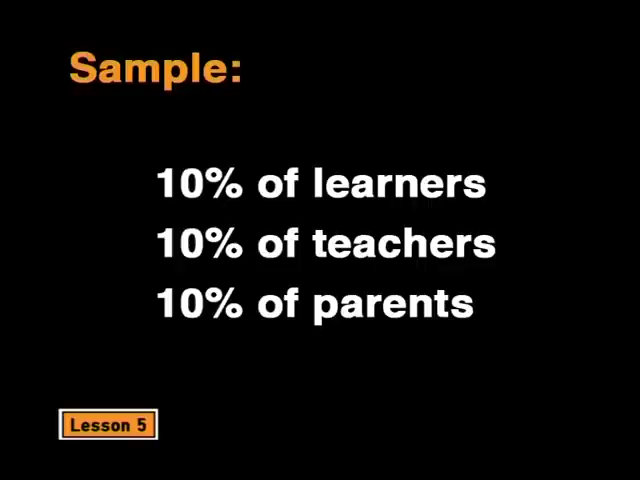 Sample:
10% of learners
10% of teachers
10% of parents
Lesson 5